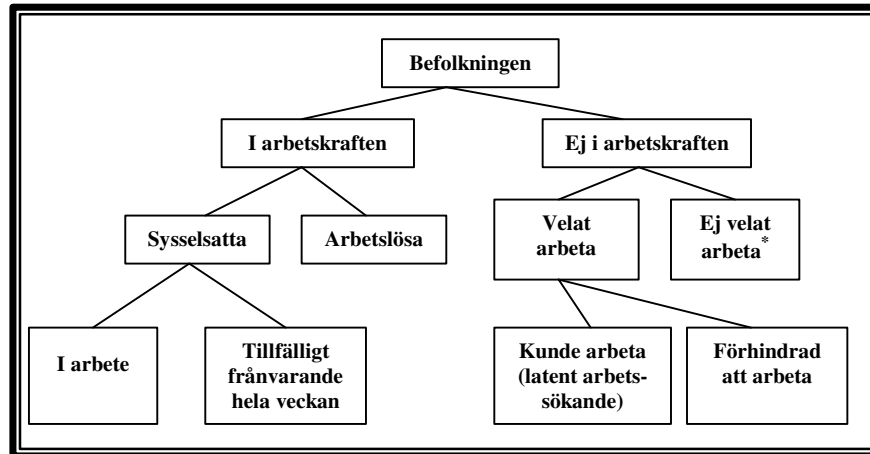 Befolkningen
I arbetskraften
Ej i arbetskraften
Sysselsatta
Arbetslösa
Velat
arbeta
Ej velat
arbeta*
I arbete
Tillfälligt
frånvarande
hela veckan
Kunde arbeta
(latent arbets-
sökande)
Förhindrad
att arbeta